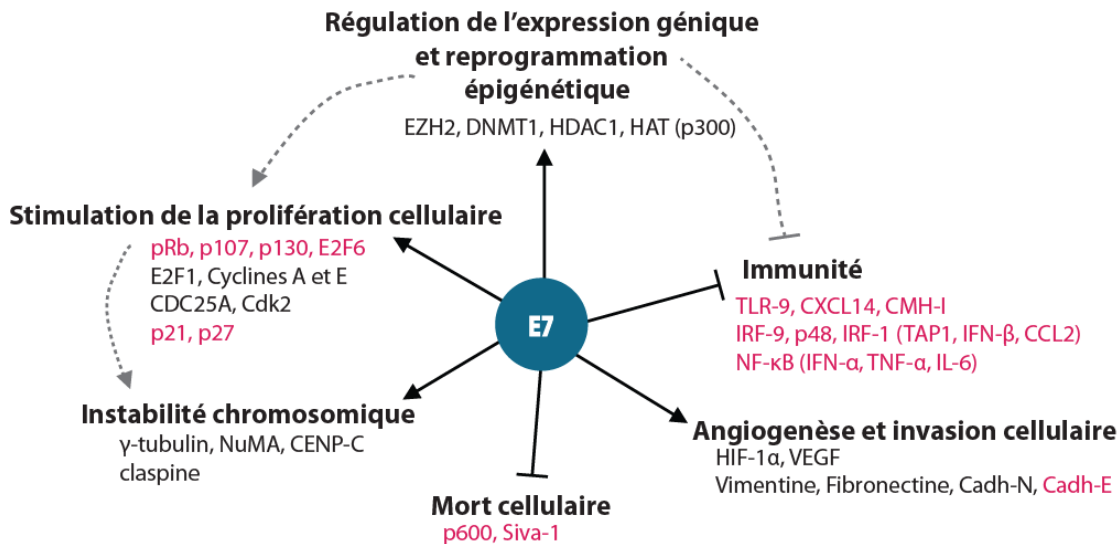 Régulation de l'expression génique
et reprogrammation
épigénétique
EZH2, DNMT1, HDAC1, HAT (p300)
Stimulation de la prolifération cellulaire
pRb, p107, p130, E2F6
E2F1, Cyclines A et E
CDC25A, Cdk2
p21, p27
E7
Immunité
TLR-9, CXCL14, CMH-I
IRF-9, p48, IRF-1 (TAP1, IFN-β, CCL2)
NF-κB (IFN-α, TNF-α, IL-6)
Instabilité chromosomique
γ-tubulin, NuMA, CENP-C
claspine
Angiogenèse et invasion cellulaire
HIF-1α, VEGF
Vimentine, Fibronectine, Cadh-N, Cadh-E
Mort cellulaire
p600, Siva-1